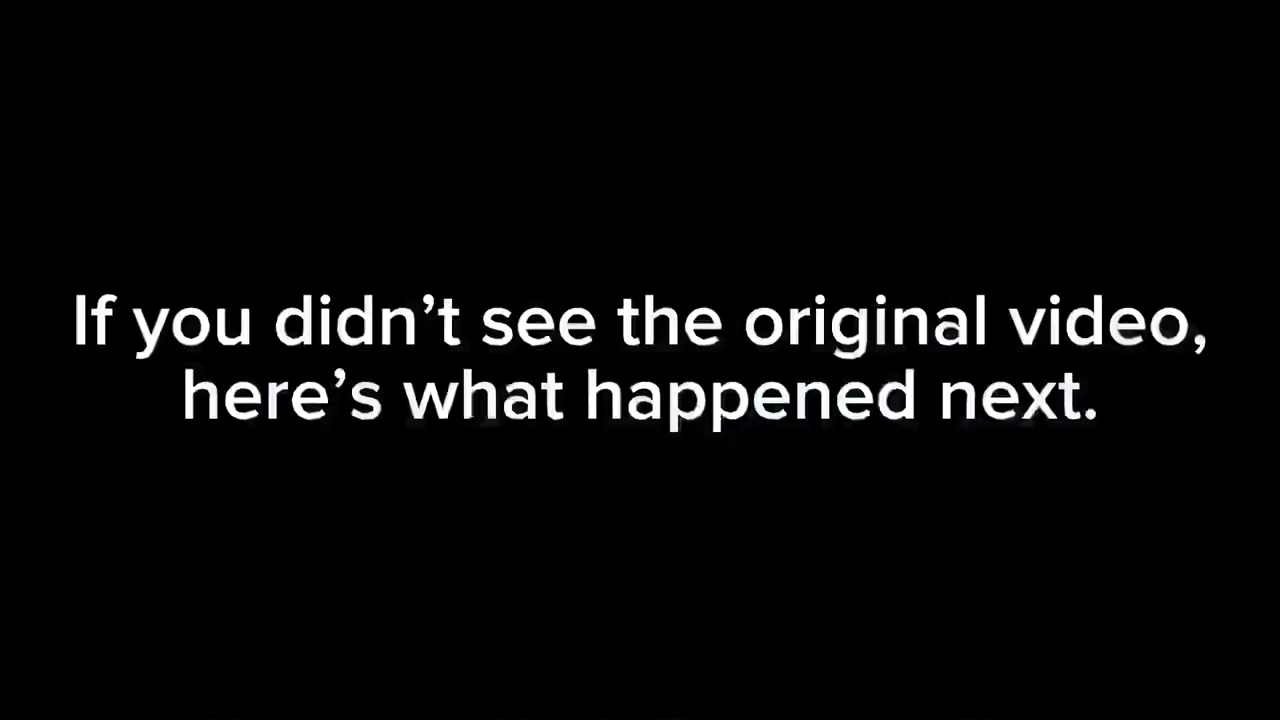 If you didn’t see the original video,
here’s what happened next.